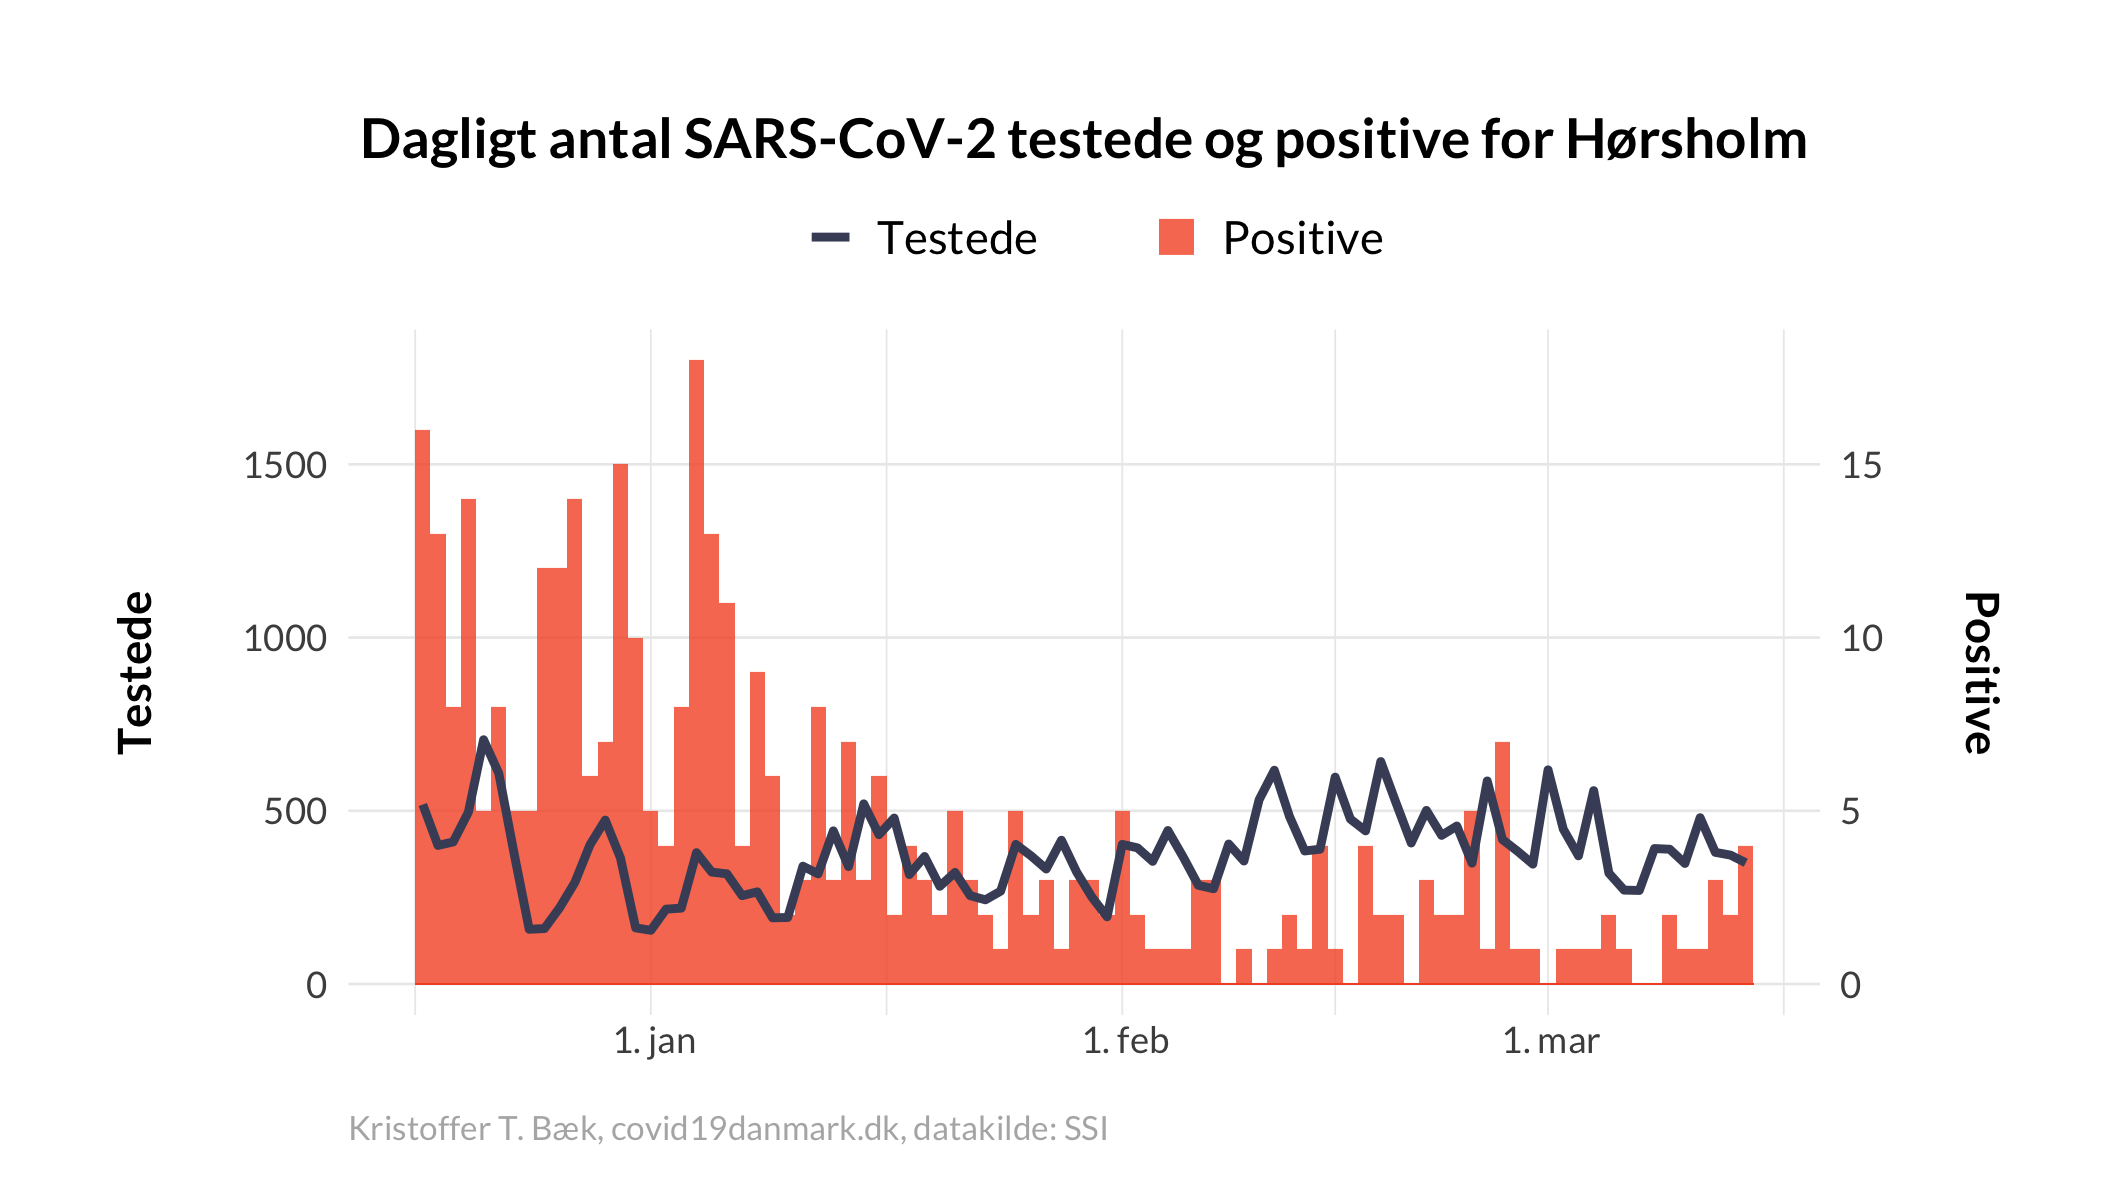 Dagligt antal SARS-CoV-2 testede og positive for Hørsholm
Testede Positive
1500
1000
500
0
Testede
15
10
5
0
Positive
1. jan 1. feb 1. mar
Kristoffer T. Bæk, covid19danmark.dk, datakilde: SSI